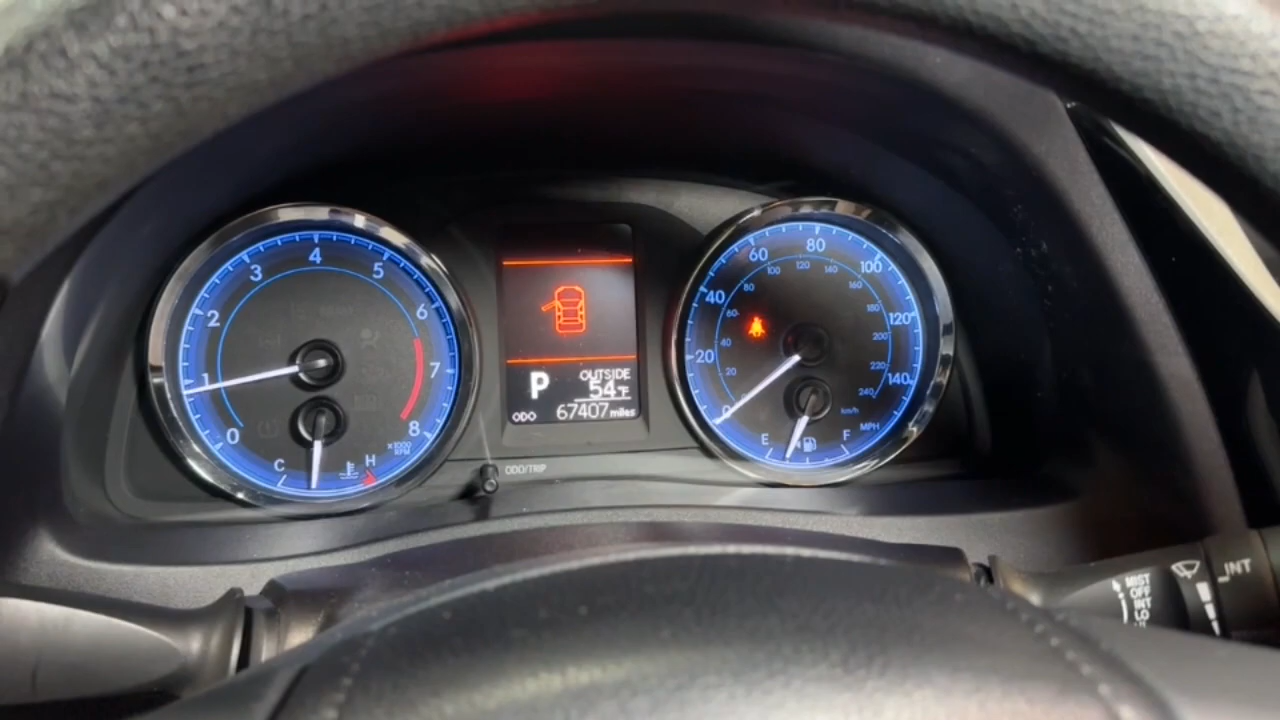 0
1
2
3
4
5
6
7
8
×1000
RPM
C
H
P
OUTSIDE
54°F
ODO
67407 miles
ODO/TRIP
0
20
40
60
80
100
120
140
20
40
60
80
100
120
140
160
180
200
220
240
km/h
MPH
E
F
MIST
OFF
INT
LO
INT